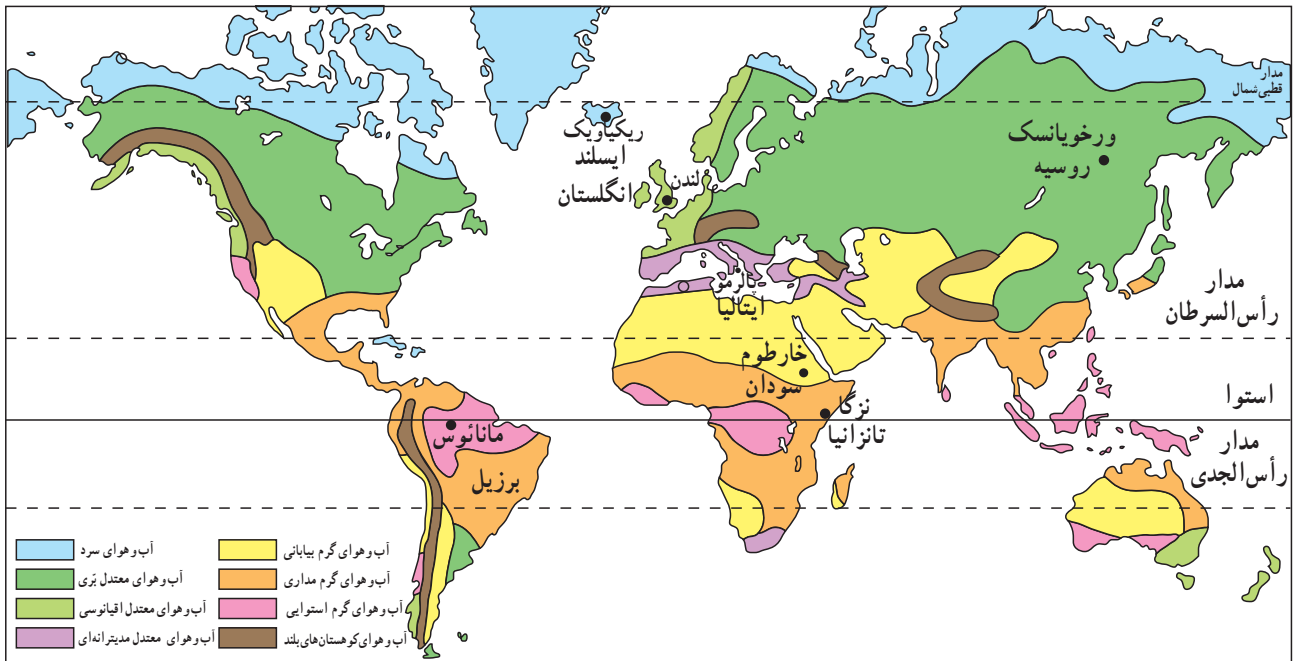 مدار
قطبی شمال
ریکیاویک
ایسلند
لندن
انگلستان
ورخویانسک
روسیه
پالرمو
ایتالیا
مدار
رأس‌السرطان
خارطوم
سودان
استوا
نزگا
تانزانیا
مانائوس
برزیل
مدار
رأس‌الجدی
آب و هوای گرم بیابانی
آب و هوای گرم مداری
آب و هوای گرم استوایی
آب و هوای کوهستان‌های بلند
آب و هوای سرد
آب و هوای معتدل بّری
آب و هوای معتدل اقیانوسی
آب و هوای معتدل مدیترانه‌ای